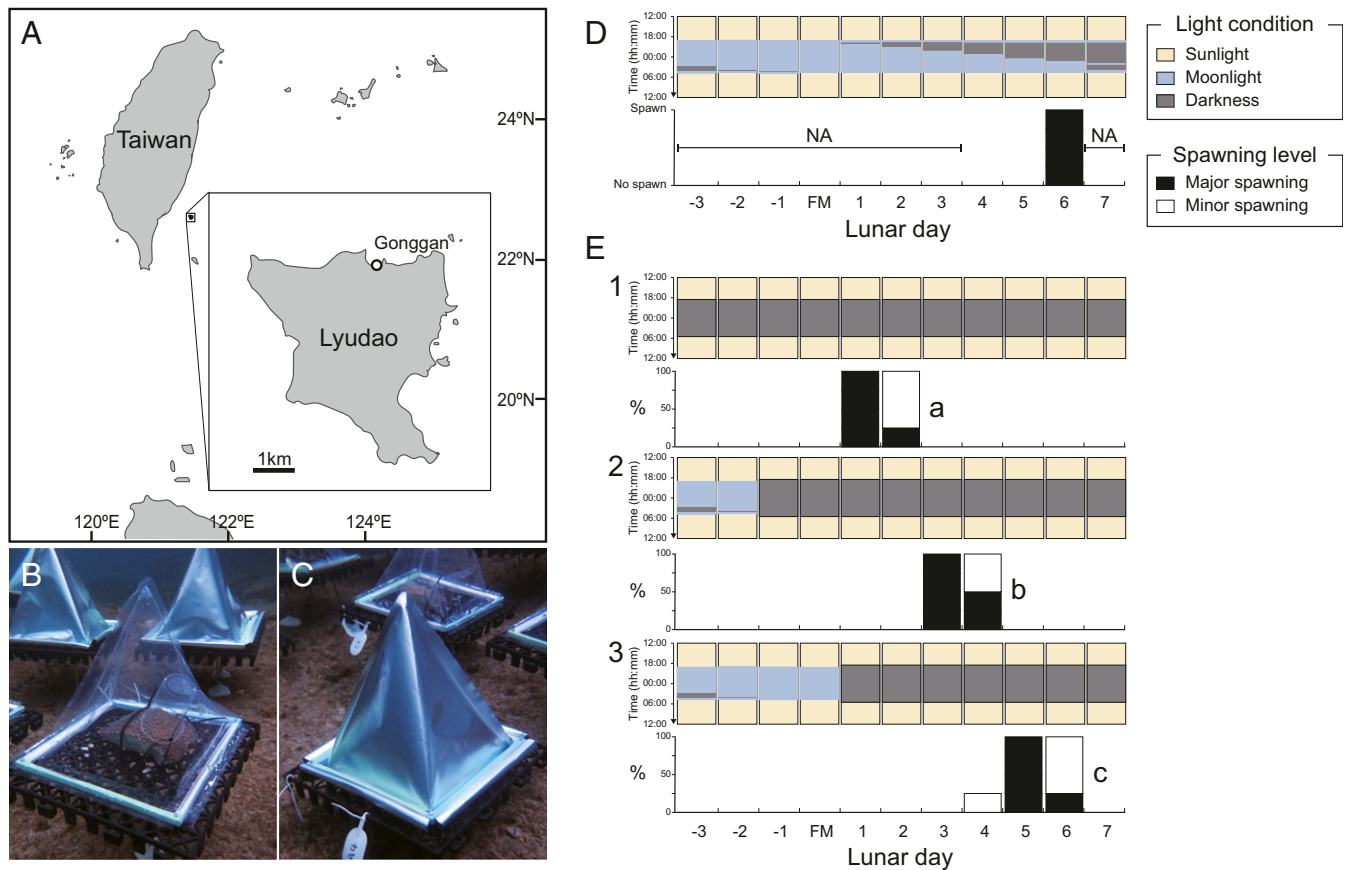 A
Taiwan
24ºN
22ºN
20ºN
Gonggan
Lyudao
1km
120ºE
122ºE
124ºE
B
C
A4
D
Time (hh:mm)
12:00
18:00
00:00
06:00
12:00
Spawn
No spawn
NA
NA
-3 -2 -1 FM 1 2 3 4 5 6 7
Lunar day
Light condition
Sunlight
Moonlight
Darkness
Spawning level
Major spawning
Minor spawning
E
1
Time (hh:mm)
12:00
18:00
00:00
06:00
12:00
%
100
50
0
a
2
Time (hh:mm)
12:00
18:00
00:00
06:00
12:00
%
100
50
0
b
3
Time (hh:mm)
12:00
18:00
00:00
06:00
12:00
%
100
50
0
c
-3 -2 -1 FM 1 2 3 4 5 6 7
Lunar day